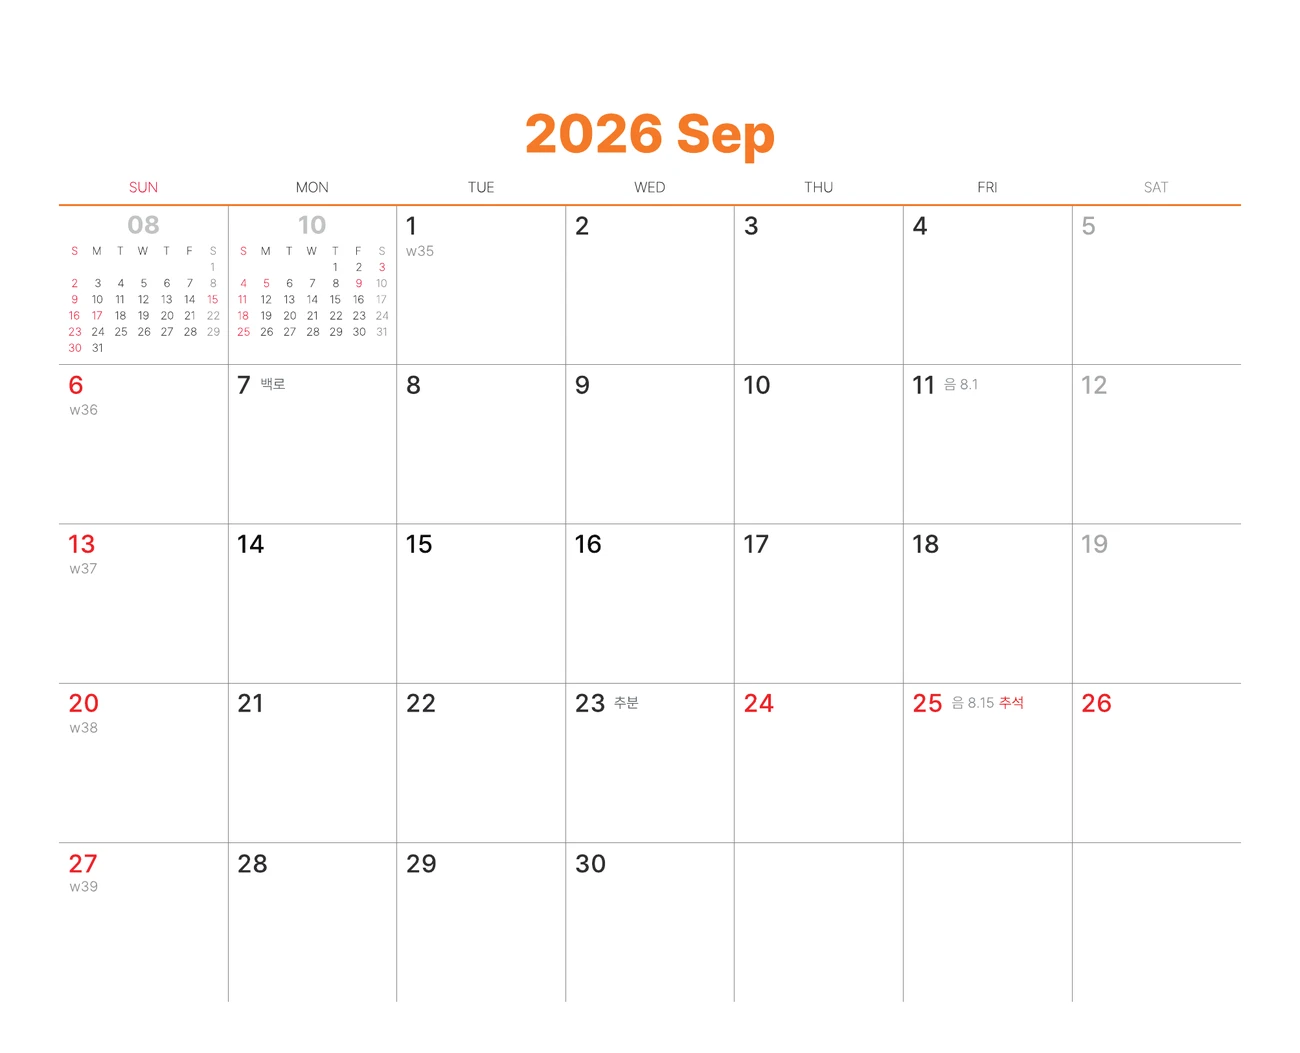 2026 Sep
SUN MON TUE WED THU FRI SAT
08
S M T W T F S
1
2 3 4 5 6 7 8
9 10 11 12 13 14 15
16 17 18 19 20 21 22
23 24 25 26 27 28 29
30 31
10
S M T W T F S
1 2 3
4 5 6 7 8 9 10
11 12 13 14 15 16 17
18 19 20 21 22 23 24
25 26 27 28 29 30 31
1 2 3 4 5
w35
6 7 백로 8 9 10 11 음 8.1 12
w36
13 14 15 16 17 18 19
w37
20 21 22 23 추분 24 25 음 8.15 추석 26
w38
27 28 29 30
w39